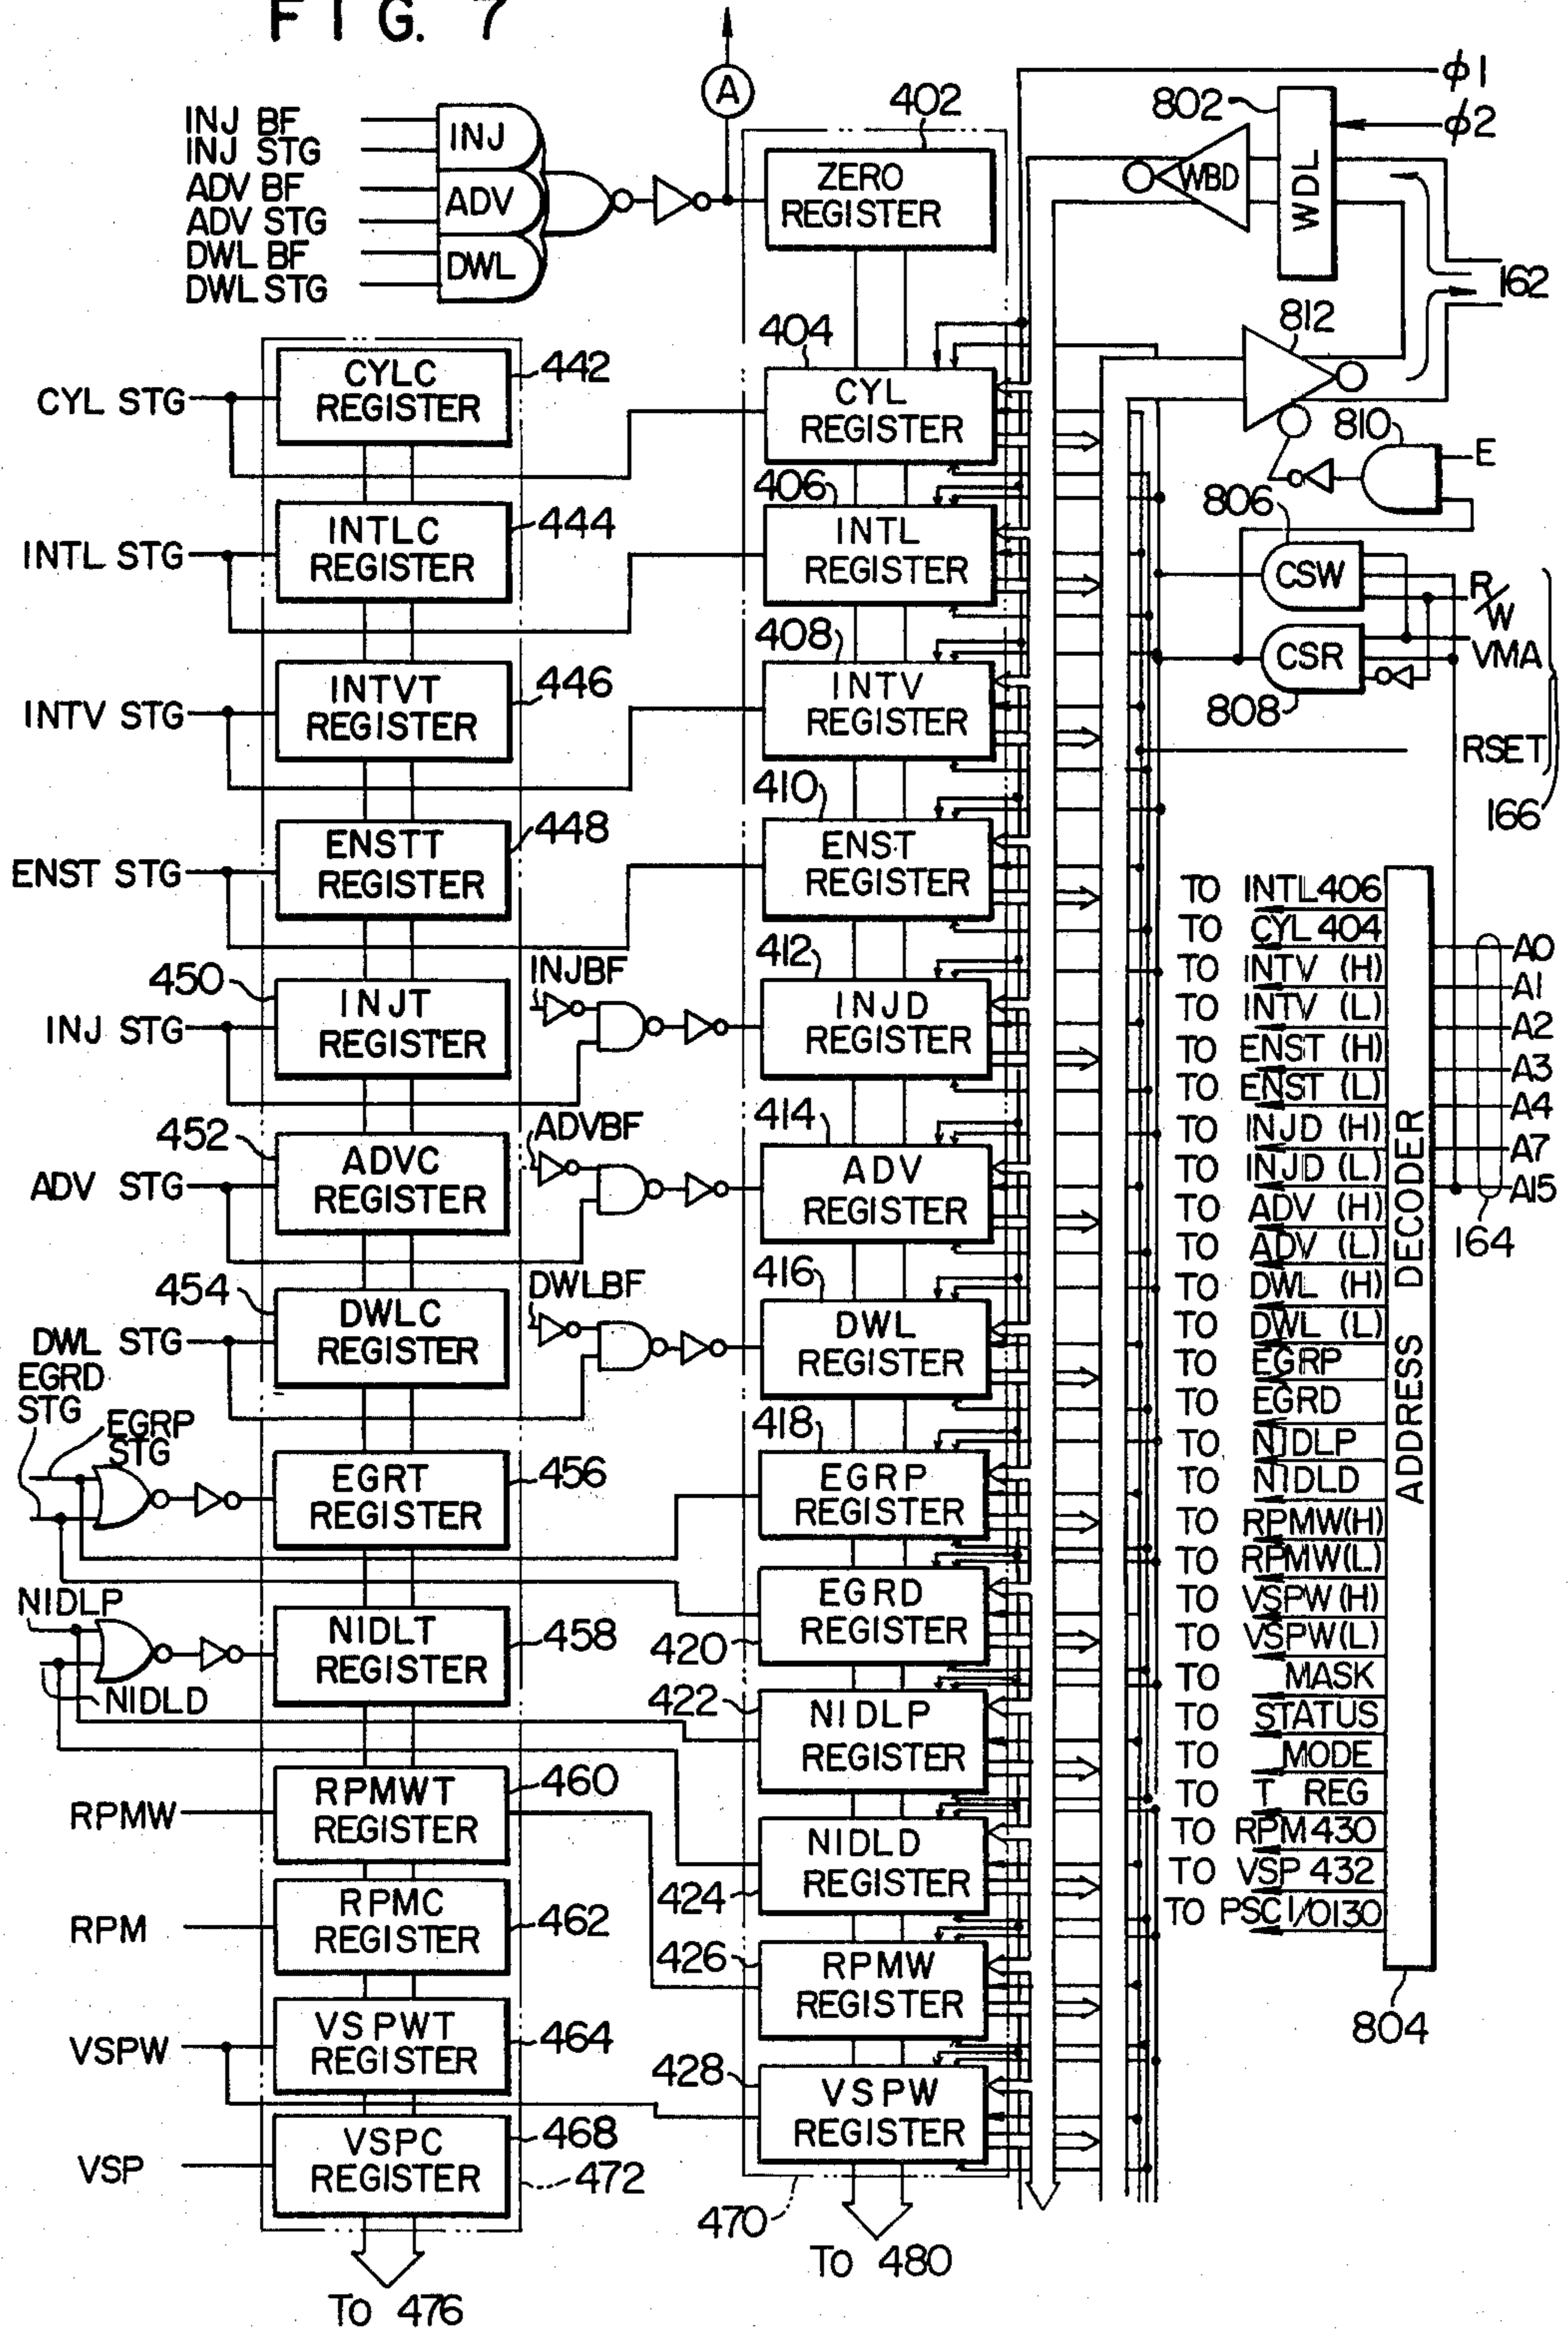 FIG. 7
A
INJ BF
INJ STG
ADV BF
ADV STG
DWL BF
DWL STG
INJ
ADV
DWL
402
ZERO
REGISTER
802
WBD
WDL
φ1
φ2
162
812
810
E
806
CSW
CSR
808
R/W
VMA
RSET
166
CYL STG
CYLC
REGISTER
442
404
CYL
REGISTER
INTL STG
INTLC
REGISTER
444
406
INTL
REGISTER
INTV STG
INTVT
REGISTER
446
408
INTV
REGISTER
ENST STG
ENSTT
REGISTER
448
410
ENST
REGISTER
INJ STG
450
INJT
REGISTER
INJBF
412
INJD
REGISTER
ADV STG
452
ADVC
REGISTER
ADVBF
414
ADV
REGISTER
DWL STG
454
DWLC
REGISTER
DWLBF
416
DWL
REGISTER
EGRD
STG
EGRP
STG
EGRT
REGISTER
456
418
EGRP
REGISTER
EGRD
REGISTER
420
NIDLP
NIDLD
NIDLT
REGISTER
458
422
NIDLP
REGISTER
RPMW
RPMWT
REGISTER
460
NIDLD
REGISTER
424
RPM
RPMC
REGISTER
462
426
RPMW
REGISTER
VSPW
VSPWT
REGISTER
464
428
VSPW
REGISTER
VSP
VSPC
REGISTER
468
472
470
TO 476
TO 480
TO INTL406
TO CYL 404
TO INTV (H)
TO INTV (L)
TO ENST (H)
TO ENST (L)
TO INJD (H)
TO INJD (L)
TO ADV (H)
TO ADV (L)
TO DWL (H)
TO DWL (L)
TO EGRP
TO EGRD
TO NIDLP
TO NIDLD
TO RPMW(H)
TO RPMW(L)
TO VSPW(H)
TO VSPW(L)
TO MASK
TO STATUS
TO MODE
TO T REG
TO RPM430
TO VSP 432
TO PSC I/O130
ADDRESS DECODER
804
A0
A1
A2
A3
A4
A7
A15
164